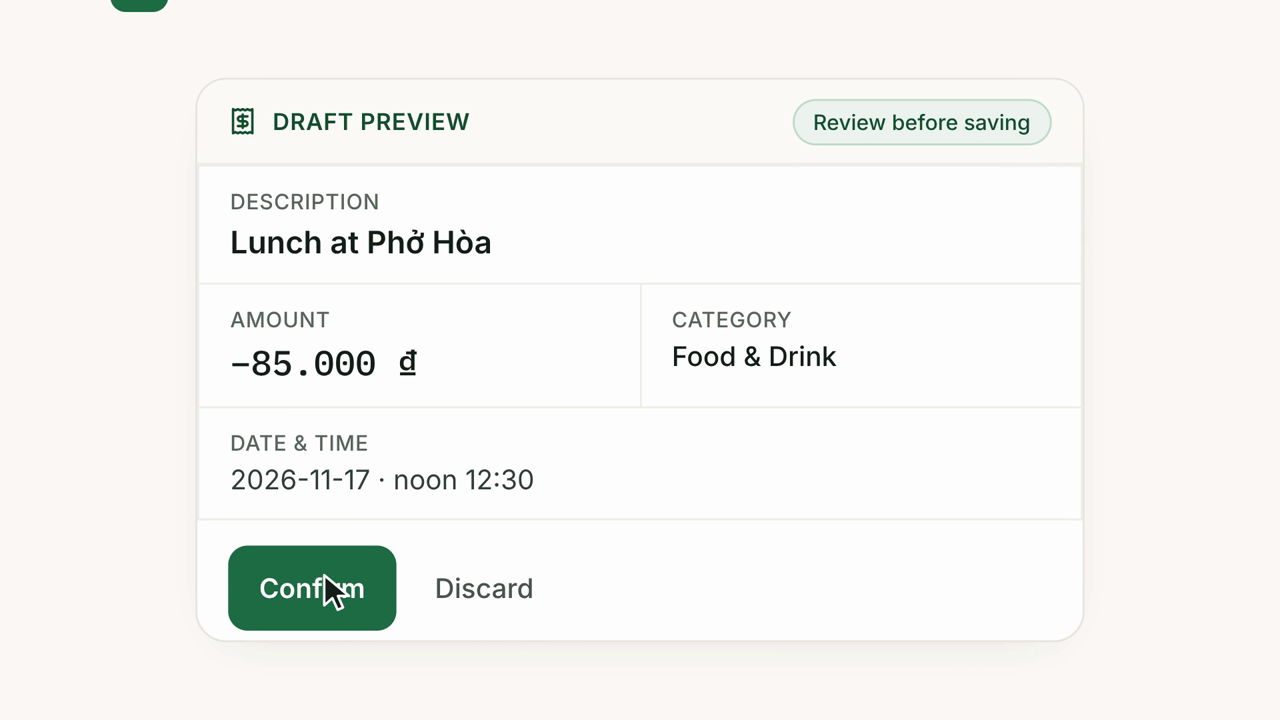 DRAFT PREVIEW
Review before saving
DESCRIPTION
Lunch at Phở Hòa
AMOUNT
−85.000 ₫
CATEGORY
Food & Drink
DATE & TIME
2026-11-17 · noon 12:30
Confirm
Discard